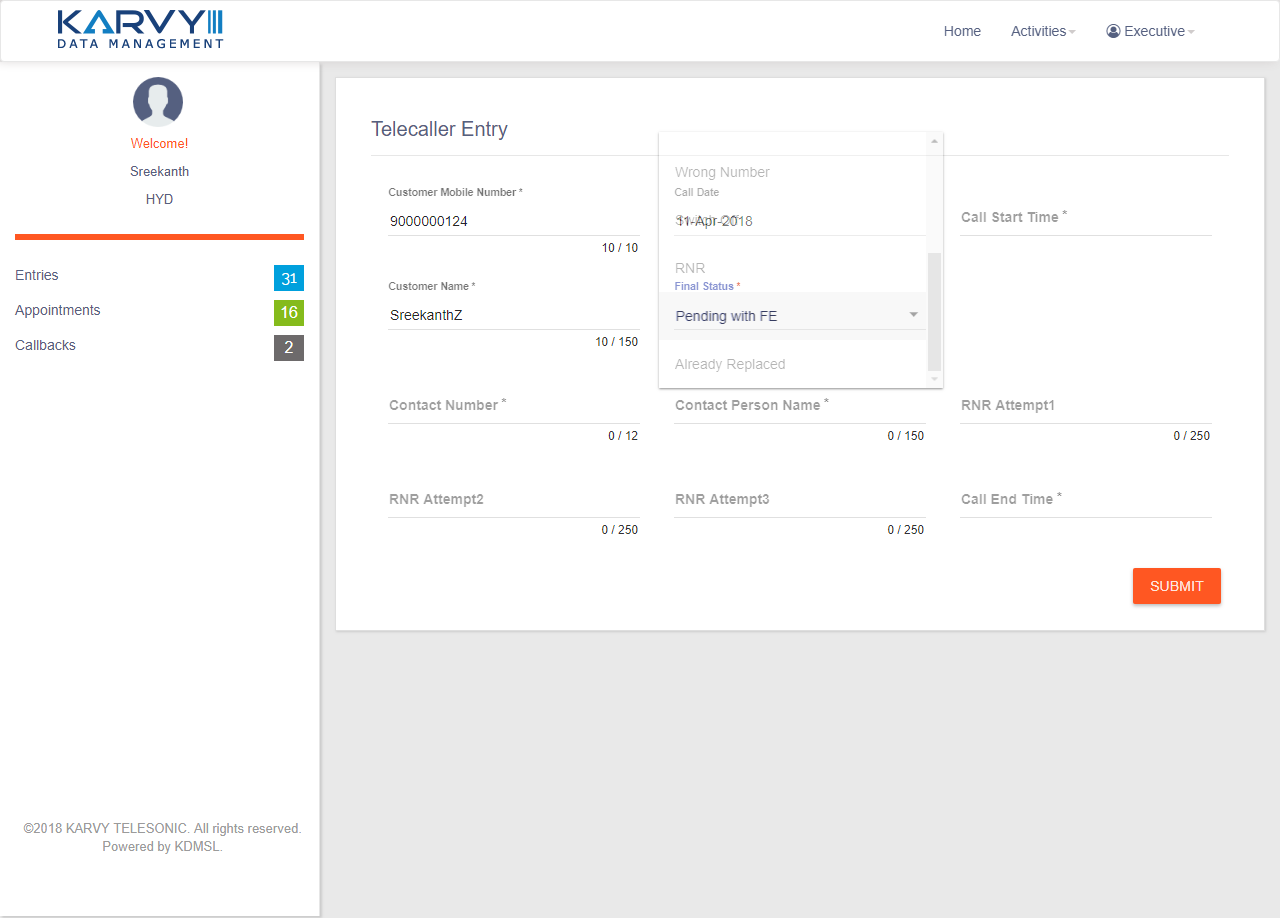 KARVY
DATA MANAGEMENT
Home
Activities
Executive
Welcome!
Sreekanth
HYD
Entries
31
Appointments
16
Callbacks
2
©2018 KARVY TELESONIC. All rights reserved.
Powered by KDMSL.
Telecaller Entry
Customer Mobile Number *
9000000124
10 / 10
Wrong Number
Call Date
11-Apr-2018
Call Start Time *
Customer Name *
SreekanthZ
10 / 150
RNR
Final Status *
Pending with FE
Already Replaced
Contact Number *
0 / 12
Contact Person Name *
0 / 150
RNR Attempt1
0 / 250
RNR Attempt2
0 / 250
RNR Attempt3
0 / 250
Call End Time *
SUBMIT